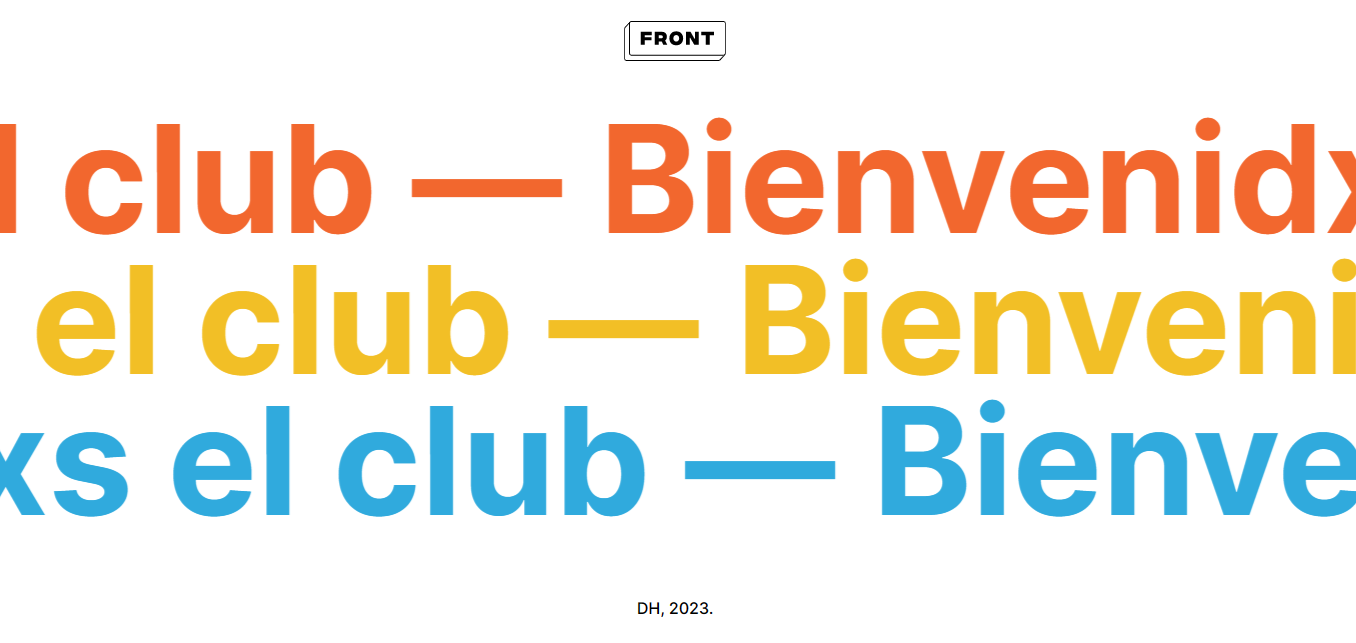 FRONT
l club — Bienvenidx
el club — Bienveni
xs el club — Bienve
DH, 2023.